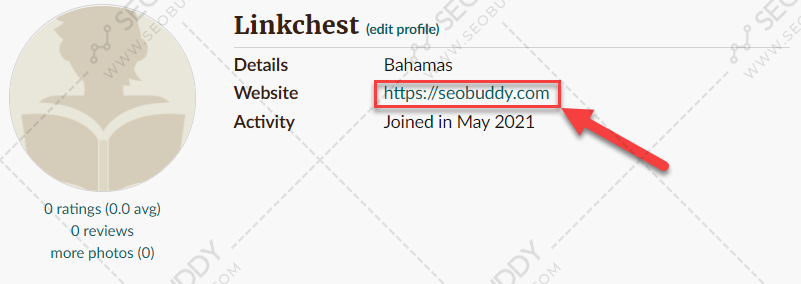 Linkchest (edit profile)
Details Bahamas
Website https://seobuddy.com
Activity Joined in May 2021
0 ratings (0.0 avg)
0 reviews
more photos (0)